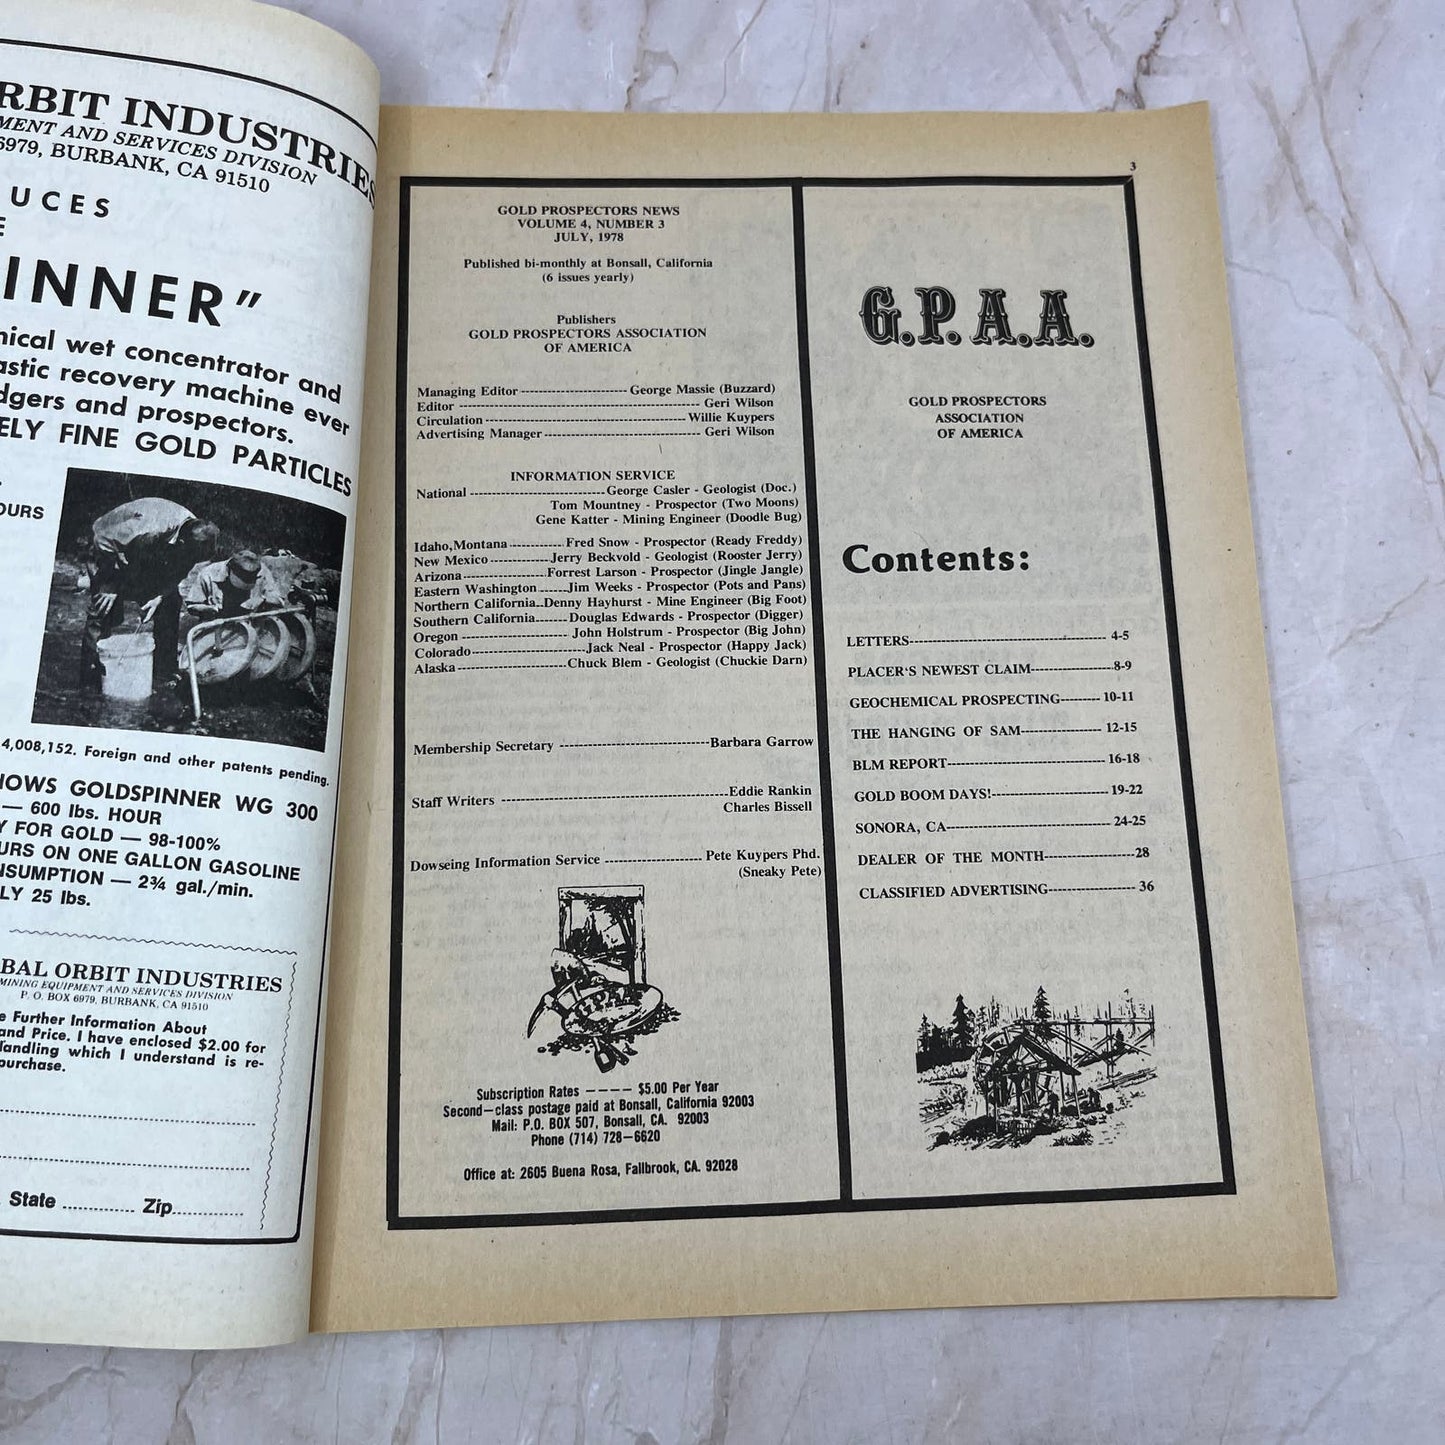 ORBIT INDUSTRIES
AND SERVICES DIVISION
6979, BURBANK, CA 91510
UCES
INNER"
wet concentrator and
recovery machine ever
and prospectors.
FINE GOLD PARTICLES
4,008,152. Foreign and other patents pending.
GOLDSPINNER WG 300
— 600 lbs. HOUR
FOR GOLD — 98-100%
ON ONE GALLON GASOLINE
— 2¾ gal./min.
25 lbs.
ORBIT INDUSTRIES
MINING EQUIPMENT AND SERVICES DIVISION
P. O. BOX 6979, BURBANK, CA 91510
Further Information About
and Price. I have enclosed $2.00 for
which I understand is re-
purchase.
State Zip
3
GOLD PROSPECTORS NEWS
VOLUME 4, NUMBER 3
JULY, 1978
Published bi-monthly at Bonsall, California
(6 issues yearly)
Publishers
GOLD PROSPECTORS ASSOCIATION
OF AMERICA
Managing Editor ---------- George Massie (Buzzard)
Editor ---------- Geri Wilson
Circulation ---------- Willie Kuypers
Advertising Manager ---------- Geri Wilson
INFORMATION SERVICE
National ---------- George Casler - Geologist (Doc.)
Tom Mountney - Prospector (Two Moons)
Gene Katter - Mining Engineer (Doodle Bug)
Idaho,Montana ---------- Fred Snow - Prospector (Ready Freddy)
New Mexico ---------- Jerry Beckvold - Geologist (Rooster Jerry)
Arizona ---------- Forrest Larson - Prospector (Jingle Jangle)
Eastern Washington ------ Jim Weeks - Prospector (Pots and Pans)
Northern California--Denny Hayhurst - Mine Engineer (Big Foot)
Southern California------- Douglas Edwards - Prospector (Digger)
Oregon ---------- John Holstrum - Prospector (Big John)
Colorado ---------- Jack Neal - Prospector (Happy Jack)
Alaska ---------- Chuck Blem - Geologist (Chuckie Darn)
Membership Secretary ---------- Barbara Garrow
Staff Writers ---------- Eddie Rankin
Charles Bissell
Dowseing Information Service ---------- Pete Kuypers Phd.
(Sneaky Pete)
GPAA
Subscription Rates — — — — $5.00 Per Year
Second—class postage paid at Bonsall, California 92003
Mail: P.O. BOX 507, Bonsall, CA. 92003
Phone (714) 728—6620
Office at: 2605 Buena Rosa, Fallbrook, CA. 92028
G.P.A.A.
GOLD PROSPECTORS
ASSOCIATION
OF AMERICA
Contents:
LETTERS---------- 4-5
PLACER'S NEWEST CLAIM----------8-9
GEOCHEMICAL PROSPECTING--------- 10-11
THE HANGING OF SAM---------- 12-15
BLM REPORT---------- 16-18
GOLD BOOM DAYS!---------- 19-22
SONORA, CA---------- 24-25
DEALER OF THE MONTH----------28
CLASSIFIED ADVERTISING---------- 36